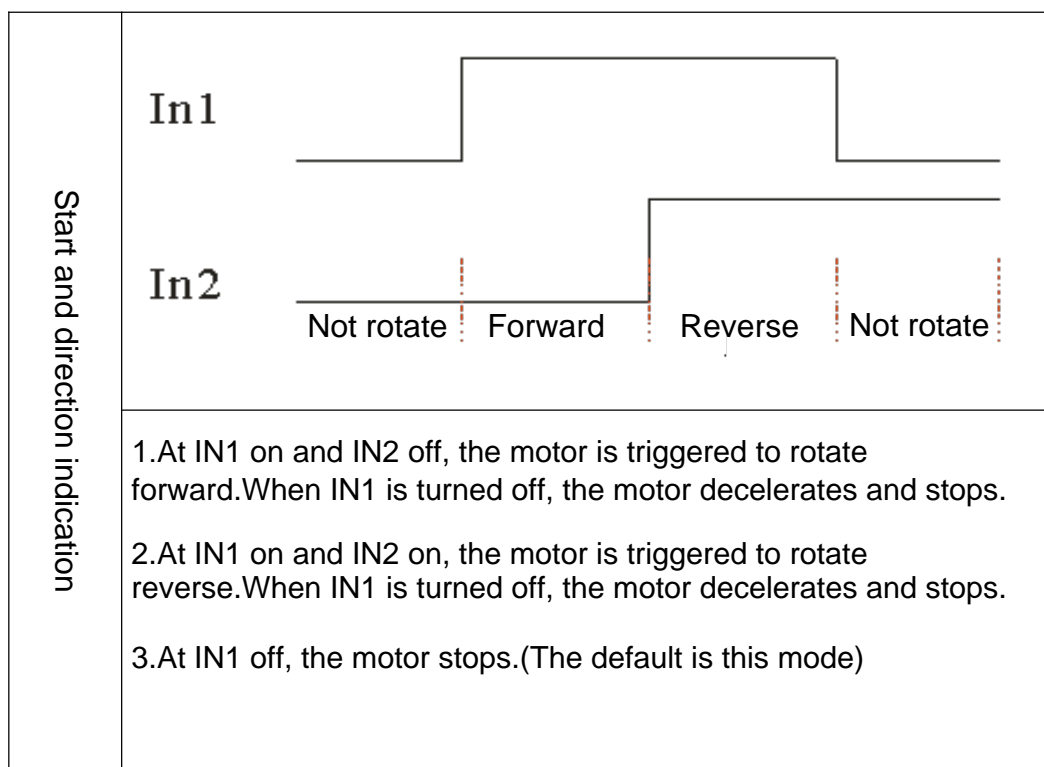 Start and direction indication
In1
In2
Not rotate Forward Reverse Not rotate
1.At IN1 on and IN2 off, the motor is triggered to rotate
forward.When IN1 is turned off, the motor decelerates and stops.
2.At IN1 on and IN2 on, the motor is triggered to rotate
reverse.When IN1 is turned off, the motor decelerates and stops.
3.At IN1 off, the motor stops.(The default is this mode)